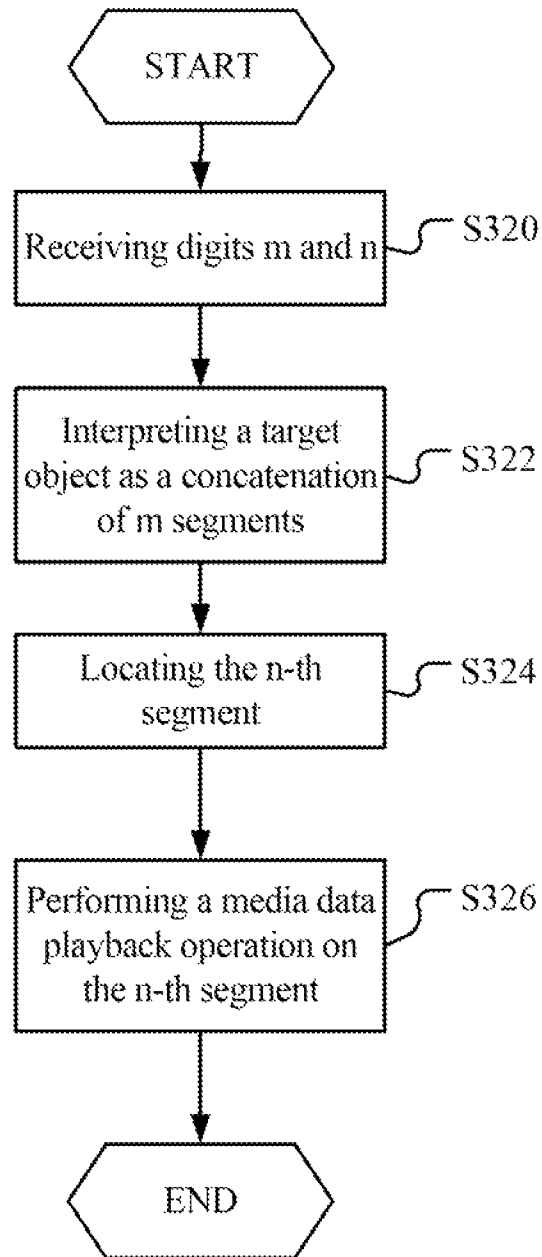 START
Receiving digits m and n
S320
Interpreting a target
object as a concatenation
of m segments
S322
Locating the n-th
segment
S324
Performing a media data
playback operation on
the n-th segment
S326
END